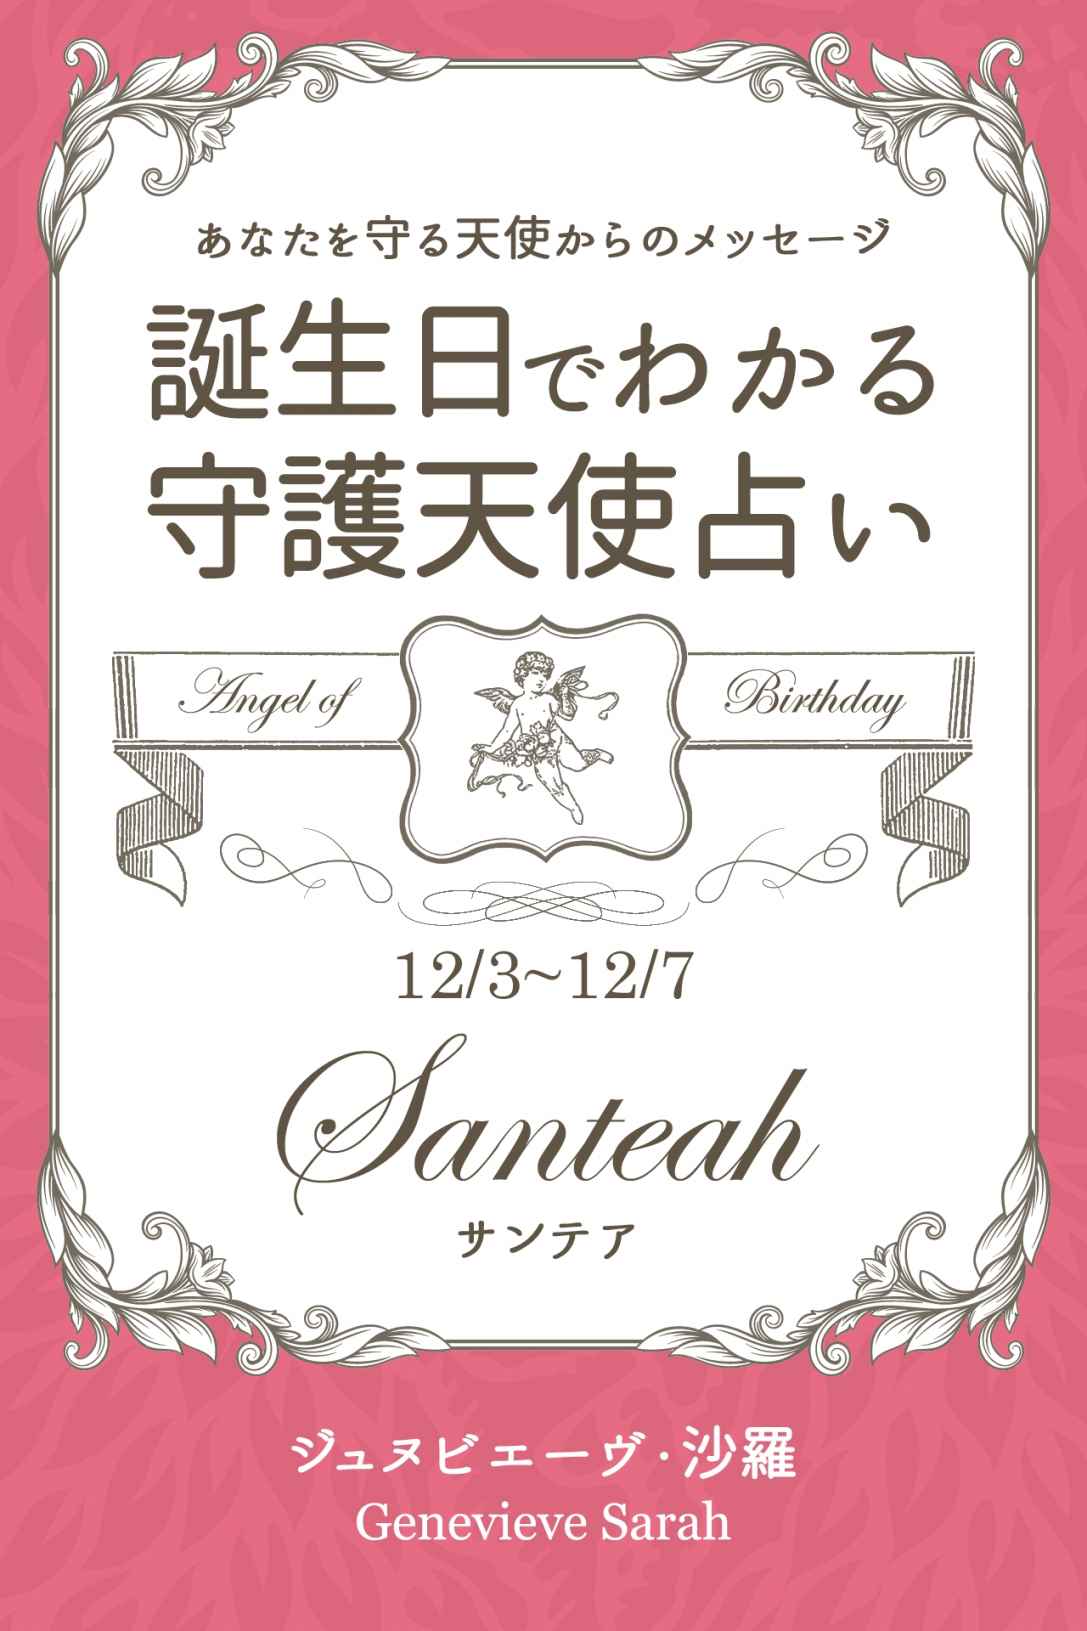 あなたを守る天使からのメッセージ
誕生日でわかる
守護天使占い
Angel of Birthday
12/3~12/7
Santeah
サンテア
ジュヌビエーヴ・沙羅
Genevieve Sarah